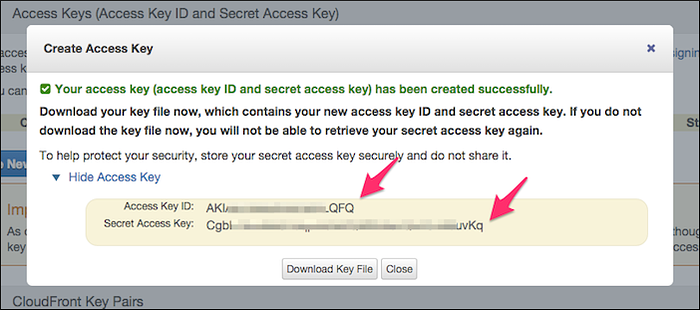 Access Keys (Access Key ID and Secret Access Key)
Create Access Key
×
Your access key (access key ID and secret access key) has been created successfully.
Download your key file now, which contains your new access key ID and secret access key. If you do not
download the key file now, you will not be able to retrieve your secret access key again.
To help protect your security, store your secret access key securely and do not share it.
Hide Access Key
Access Key ID: AKI QFQ
Secret Access Key: Cgb uvKq
Download Key File Close
CloudFront Key Pairs